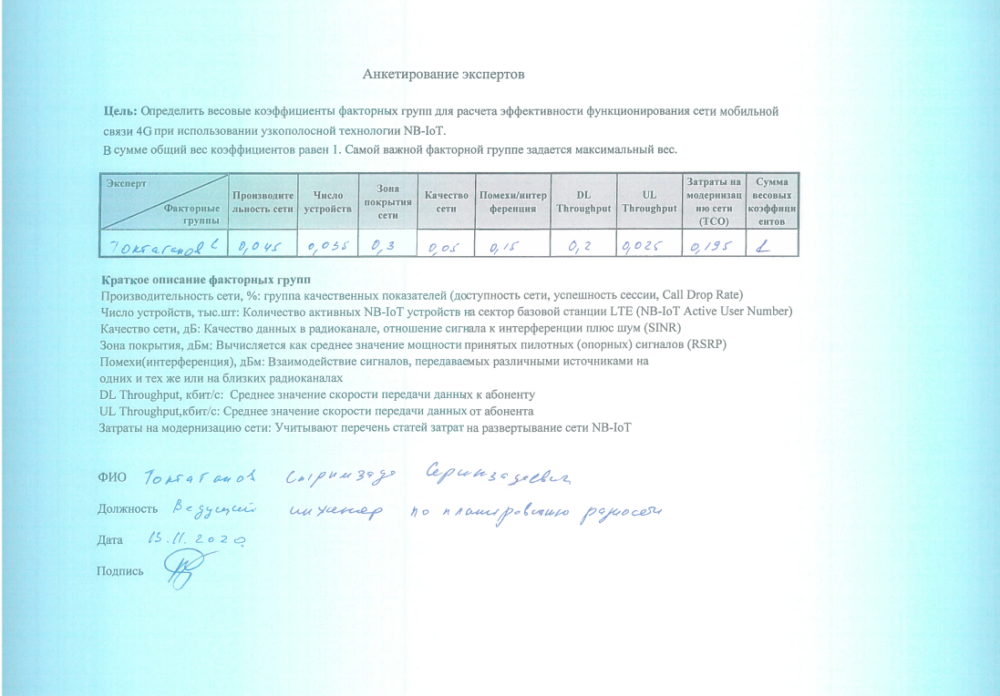 Анкетирование экспертов
Цель: Определить весовые коэффициенты факторных групп для расчета эффективности функционирования сети мобильной
связи 4G при использовании узкополосной технологии NB-IoT.
В сумме общий вес коэффициентов равен 1. Самой важной факторной группе задается максимальный вес.
Эксперт
Факторные
группы
Производите
льность сети
Число
устройств
Зона
покрытия
сети
Качество
сети
Помехи/интер
ференция
DL
Throughput
UL
Throughput
Затраты на
модернизац
ию сети
(TCO)
Сумма
весовых
коэффици
ентов
Токтаганов С 0,045 0,035 0,3 0,05 0,15 0,2 0,025 0,195 1
Краткое описание факторных групп
Производительность сети, %: группа качественных показателей (доступность сети, успешность сессии, Call Drop Rate)
Число устройств, тыс.шт: Количество активных NB-IoT устройств на сектор базовой станции LTE (NB-IoT Active User Number)
Качество сети, дБ: Качество данных в радиоканале, отношение сигнала к интерференции плюс шум (SINR)
Зона покрытия, дБм: Вычисляется как среднее значение мощности принятых пилотных (опорных) сигналов (RSRP)
Помехи(интерференция), дБм: Взаимодействие сигналов, передаваемых различными источниками на
одних и тех же или на близких радиоканалах
DL Throughput, кбит/с: Среднее значение скорости передачи данных к абоненту
UL Throughput,кбит/с: Среднее значение скорости передачи данных от абонента
Затраты на модернизацию сети: Учитывают перечень статей затрат на развертывание сети NB-IoT
ФИО Токтаганов
Должность Ведущий инженер по планированию радиосети
Дата 13.11.2020
Подпись